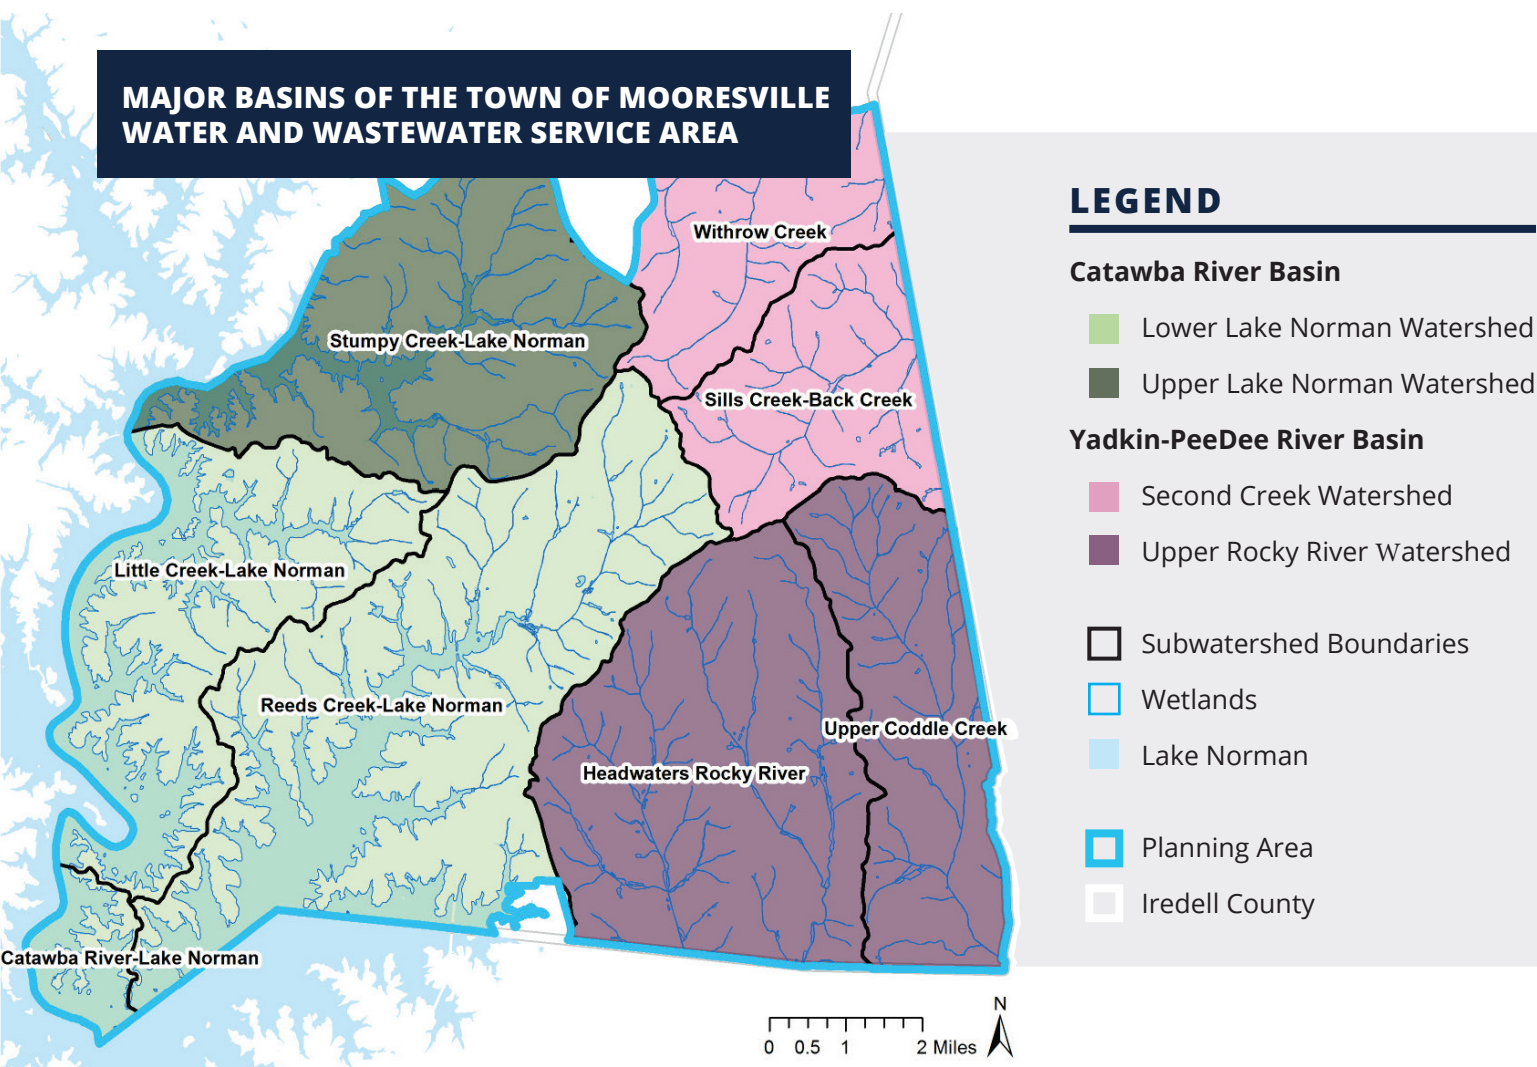 MAJOR BASINS OF THE TOWN OF MOORESVILLE
WATER AND WASTEWATER SERVICE AREA
Withrow Creek
Stumpy Creek-Lake Norman
Sills Creek-Back Creek
Little Creek-Lake Norman
Reeds Creek-Lake Norman
Upper Coddle Creek
Headwaters Rocky River
Catawba River-Lake Norman
LEGEND
Catawba River Basin
Lower Lake Norman Watershed
Upper Lake Norman Watershed
Yadkin-PeeDee River Basin
Second Creek Watershed
Upper Rocky River Watershed
Subwatershed Boundaries
Wetlands
Lake Norman
Planning Area
Iredell County
N
0 0.5 1 2 Miles